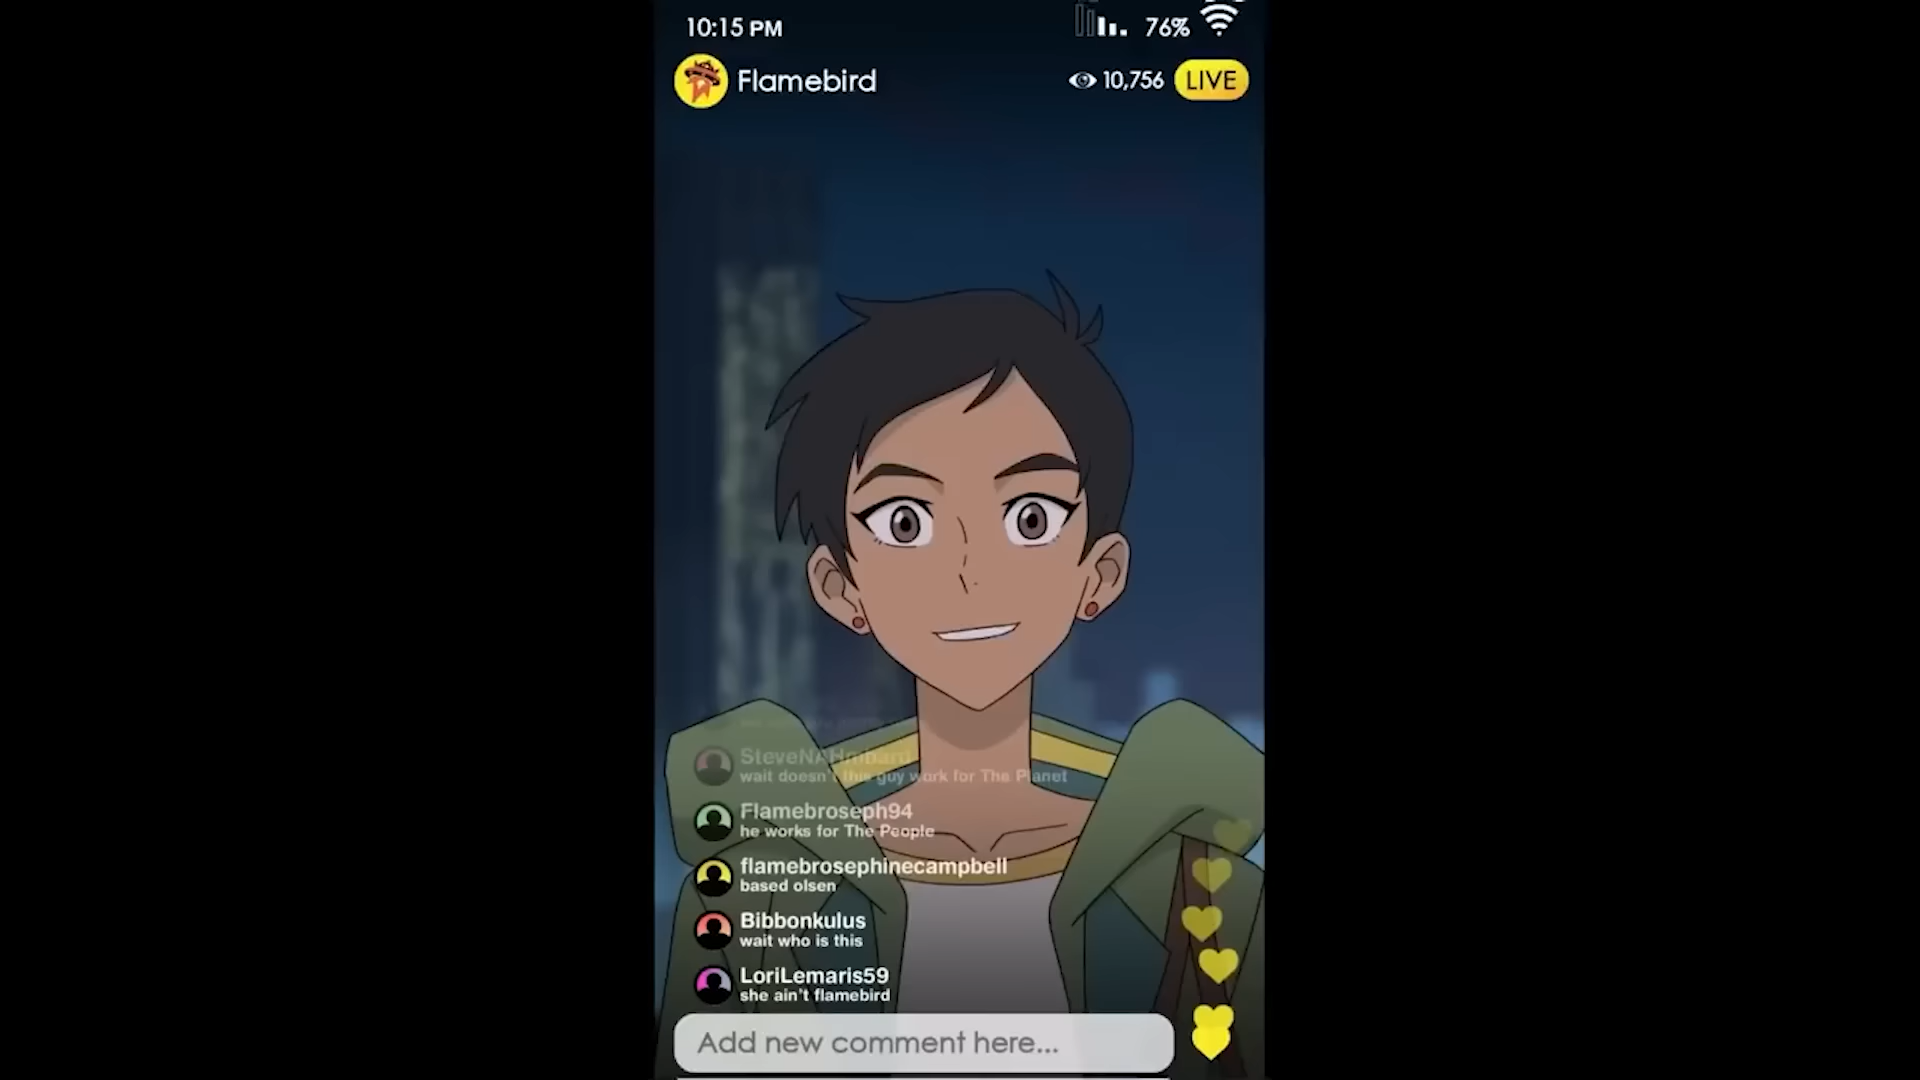 10:15 PM
76%
Flamebird
10,756
LIVE
wait doesn't this guy work for The Planet
Flamebroseph94
he works for The People
flamebrosephinecampbell
based olsen
Bibbonkulus
wait who is this
LoriLemaris59
she ain't flamebird
Add new comment here...